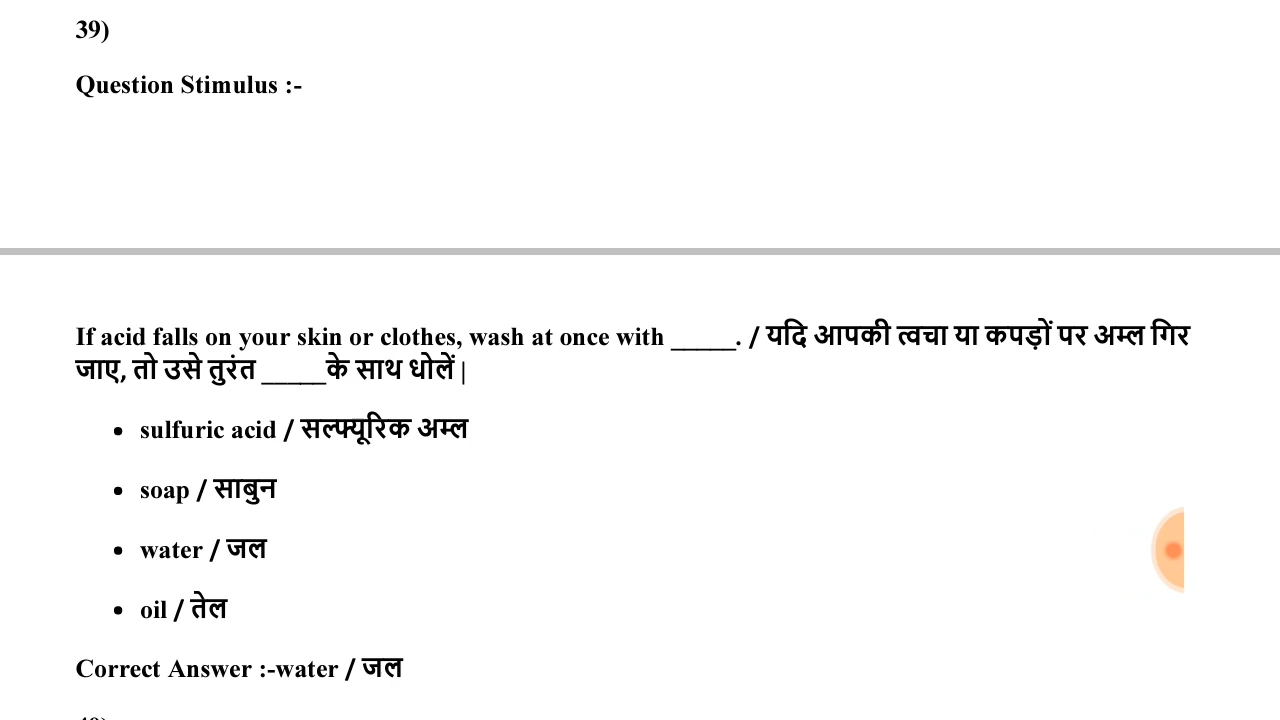 39)
Question Stimulus :-
If acid falls on your skin or clothes, wash at once with _____. / यदि आपकी त्वचा या कपड़ों पर अम्ल गिर
जाए, तो उसे तुरंत _____के साथ धोलें |
sulfuric acid / सल्फ्यूरिक अम्ल
soap / साबुन
water / जल
oil / तेल
Correct Answer :-water / जल